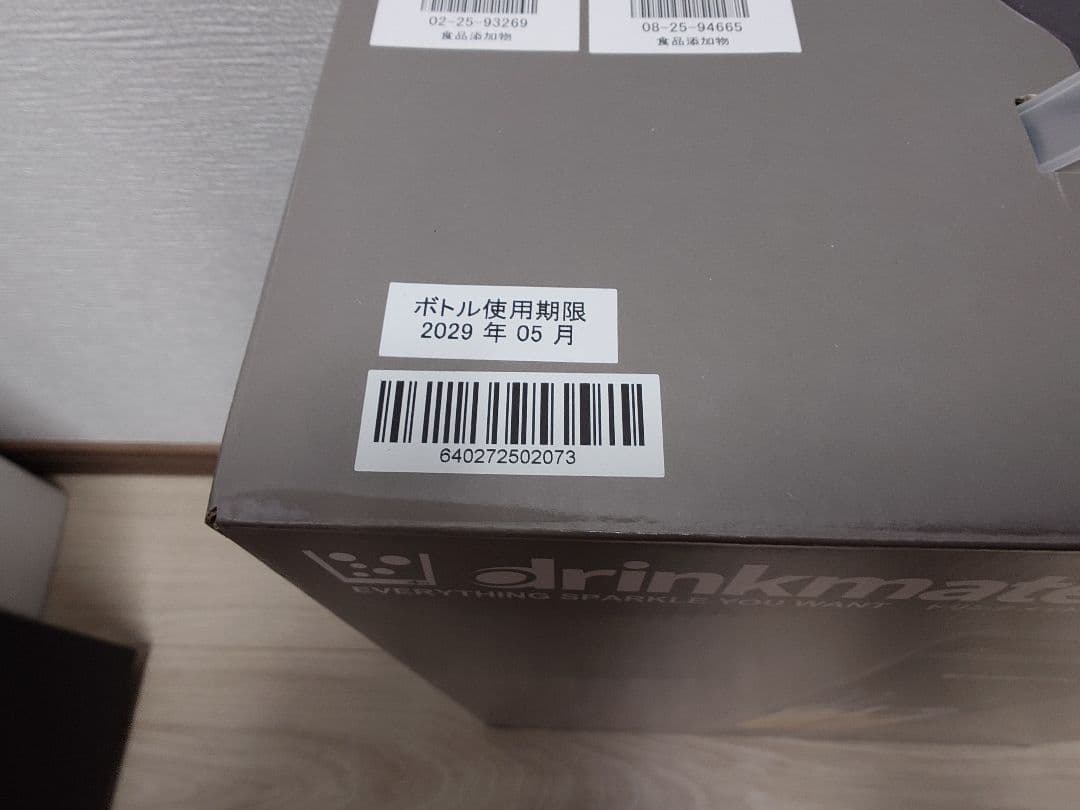 02-25-93269
食品添加物
08-25-94665
食品添加物
ボトル使用期限
2029 年 05 月
640272502073
drinkmate
EVERYTHING SPARKLE YOU WANT